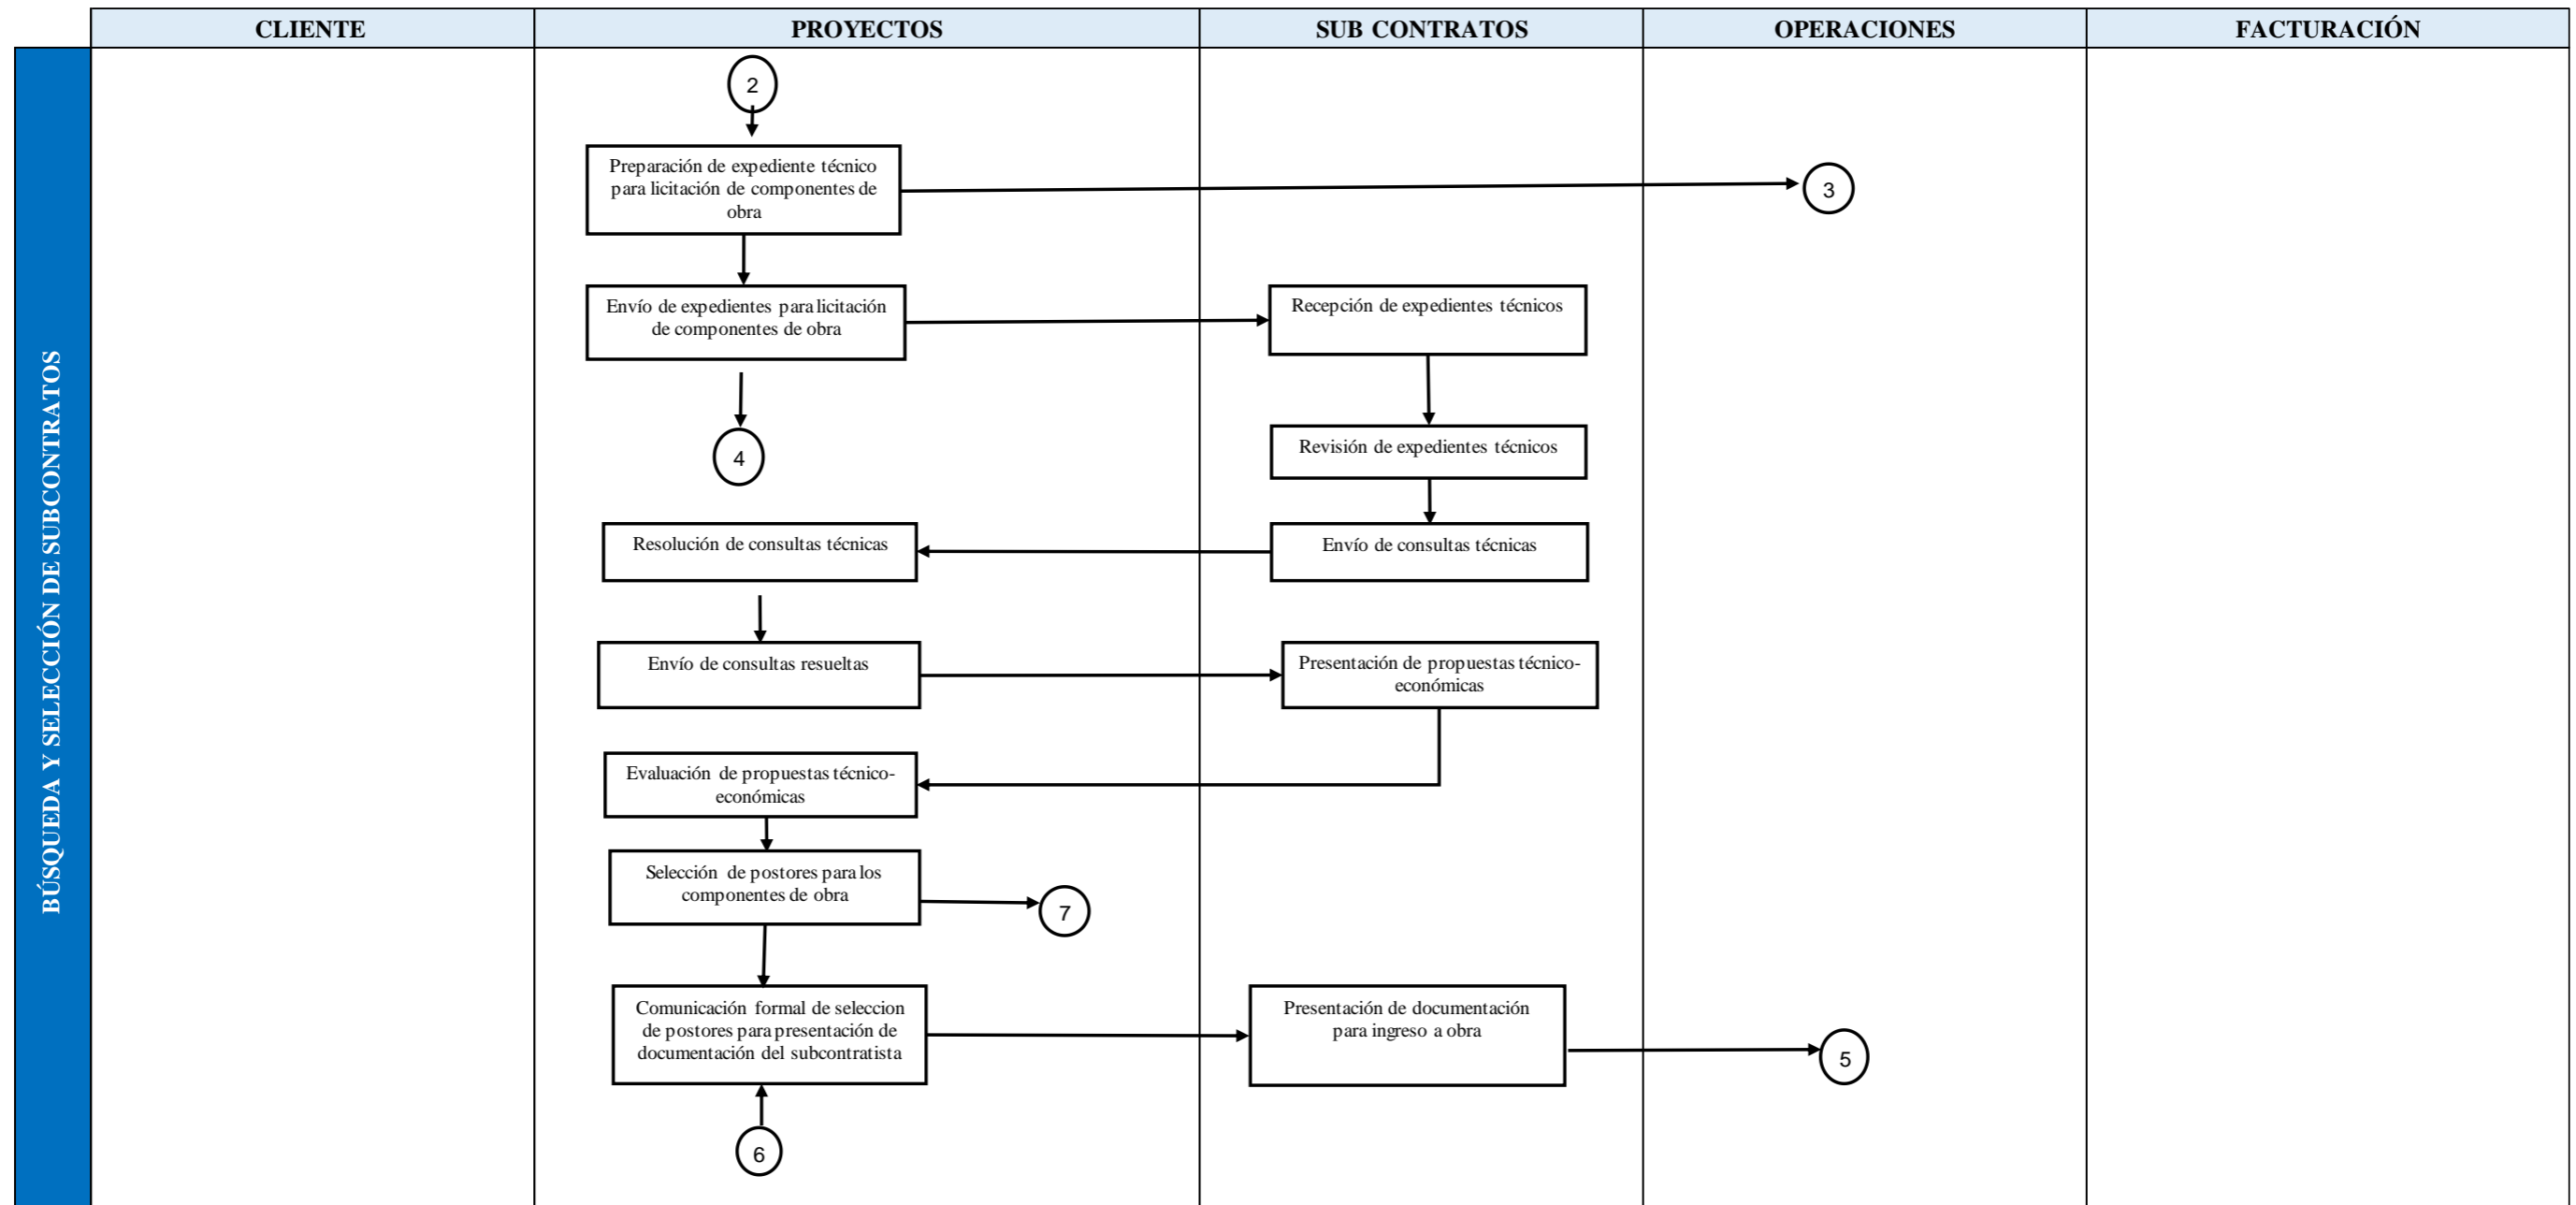 CLIENTE
PROYECTOS
SUB CONTRATOS
OPERACIONES
FACTURACIÓN
BÚSQUEDA Y SELECCIÓN DE SUBCONTRATOS
2
Preparación de expediente técnico
para licitación de componentes de
obra
3
Envío de expedientes para licitación
de componentes de obra
Recepción de expedientes técnicos
4
Revisión de expedientes técnicos
Resolución de consultas técnicas
Envío de consultas técnicas
Envío de consultas resueltas
Presentación de propuestas técnico-
económicas
Evaluación de propuestas técnico-
económicas
Selección de postores para los
componentes de obra
7
Comunicación formal de seleccion
de postores para presentación de
documentación del subcontratista
Presentación de documentación
para ingreso a obra
5
6